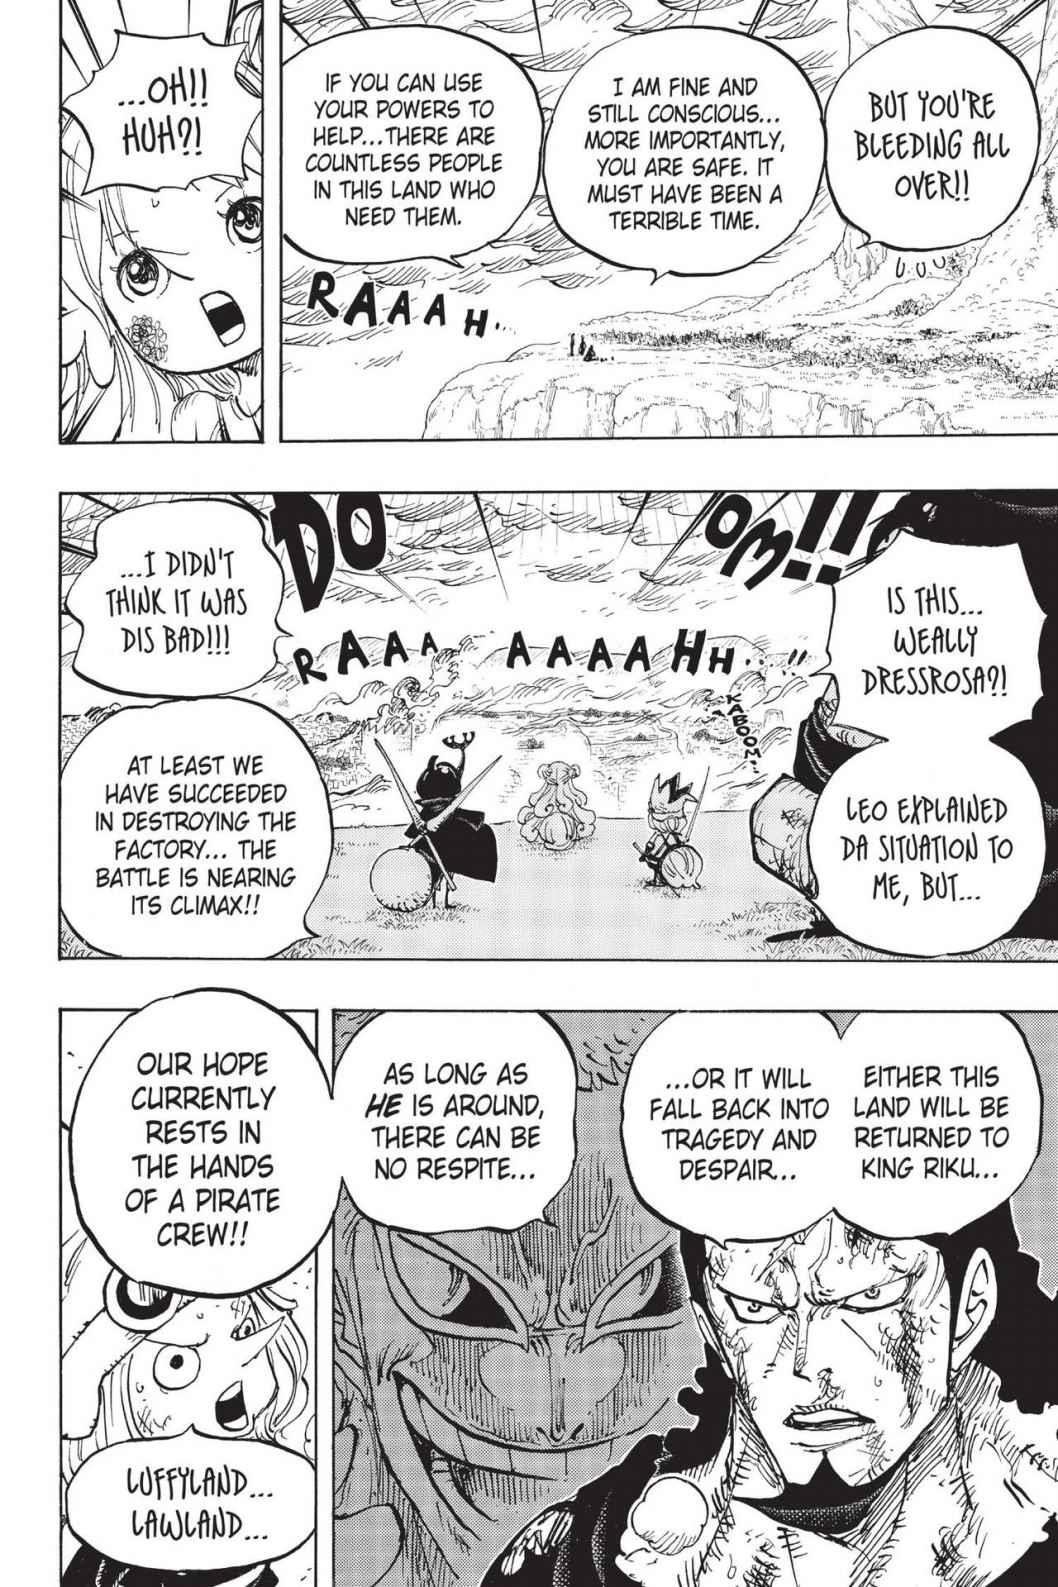 BUT YOU'RE
BLEEDING ALL
OVER!!
I AM FINE AND
STILL CONSCIOUS...
MORE IMPORTANTLY,
YOU ARE SAFE. IT
MUST HAVE BEEN A
TERRIBLE TIME.
IF YOU CAN USE
YOUR POWERS TO
HELP...THERE ARE
COUNTLESS PEOPLE
IN THIS LAND WHO
NEED THEM.
RAAAH...
...OH!!
HUH?!
IS THIS...
WEALLY
DRESSROSA?!
LEO EXPLAINED
DA SITUATION TO
ME, BUT...
DOOM!!
RAAA AAAAHH...!!
KABOOM...
...I DIDN'T
THINK IT WAS
DIS BAD!!!
AT LEAST WE
HAVE SUCCEEDED
IN DESTROYING THE
FACTORY... THE
BATTLE IS NEARING
ITS CLIMAX!!
EITHER THIS
LAND WILL BE
RETURNED TO
KING RIKU...
...OR IT WILL
FALL BACK INTO
TRAGEDY AND
DESPAIR...
AS LONG AS
HE IS AROUND,
THERE CAN BE
NO RESPITE...
OUR HOPE
CURRENTLY
RESTS IN
THE HANDS
OF A PIRATE
CREW!!
LUFFYLAND...
LAWLAND...